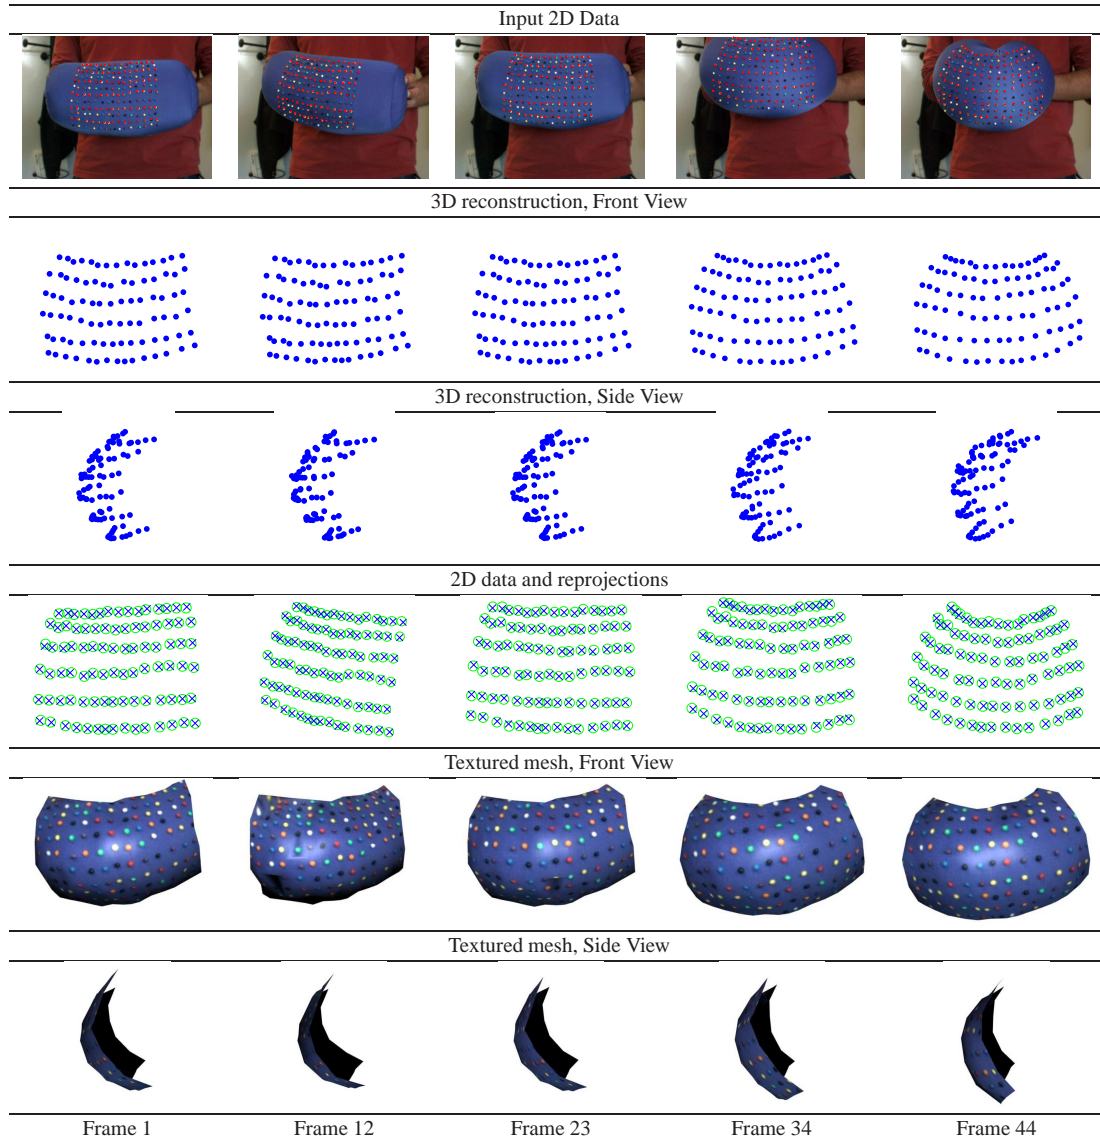 Input 2D Data
3D reconstruction, Front View
3D reconstruction, Side View
2D data and reprojections
Textured mesh, Front View
Textured mesh, Side View
Frame 1
Frame 12
Frame 23
Frame 34
Frame 44